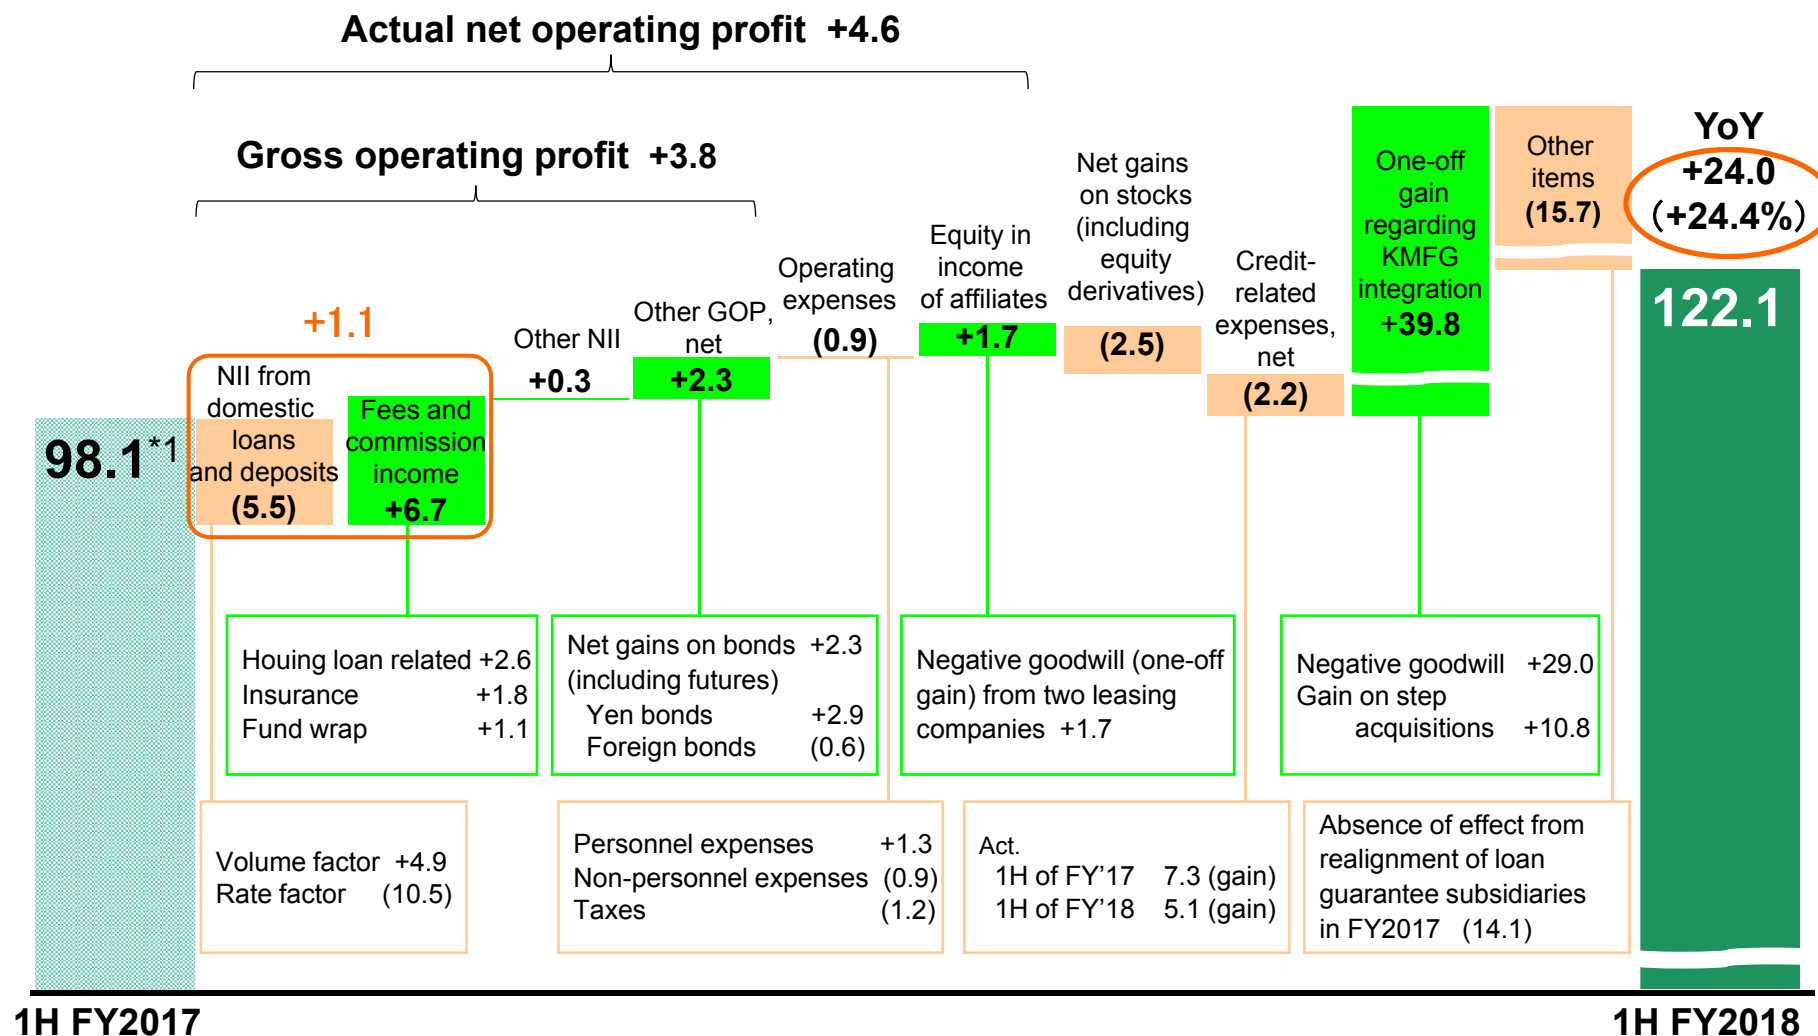 Actual net operating profit +4.6
Gross operating profit +3.8
+1.1
98.1*1
NII from
domestic
loans
and deposits
(5.5)
Fees and
commission
income
+6.7
Other NII
+0.3
Other GOP,
net
+2.3
Operating
expenses
(0.9)
Equity in
income
of affiliates
+1.7
Net gains
on stocks
(including
equity
derivatives)
(2.5)
Credit-
related
expenses,
net
(2.2)
One-off
gain
regarding
KMFG
integration
+39.8
Other
items
(15.7)
YoY
+24.0
(+24.4%)
122.1
Houing loan related +2.6
Insurance +1.8
Fund wrap +1.1
Net gains on bonds +2.3
(including futures)
Yen bonds +2.9
Foreign bonds (0.6)
Negative goodwill (one-off
gain) from two leasing
companies +1.7
Negative goodwill +29.0
Gain on step
acquisitions +10.8
Volume factor +4.9
Rate factor (10.5)
Personnel expenses +1.3
Non-personnel expenses (0.9)
Taxes (1.2)
Act.
1H of FY'17 7.3 (gain)
1H of FY'18 5.1 (gain)
Absence of effect from
realignment of loan
guarantee subsidiaries
in FY2017 (14.1)
1H FY2017
1H FY2018